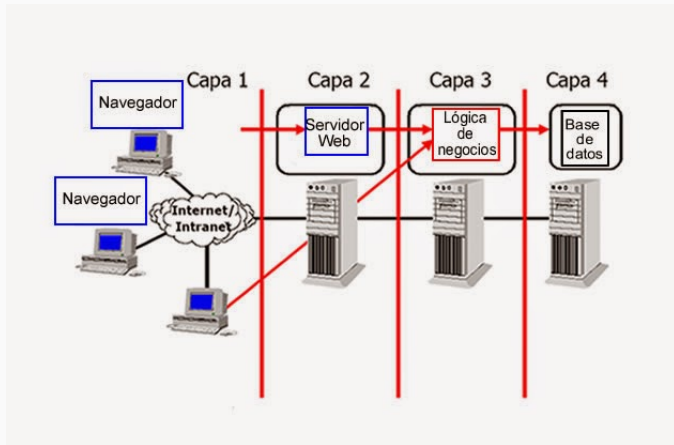 Capa 1
Capa 2
Capa 3
Capa 4
Navegador
Servidor
Web
Lógica
de
negocios
Base
de
datos
Navegador
Internet/
Intranet